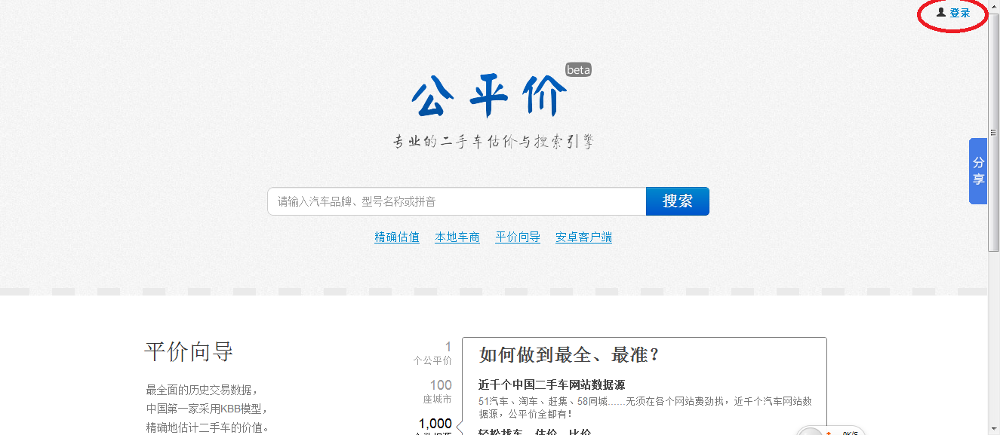 登录
beta
公平价
专业的二手车估价与搜索引擎
请输入汽车品牌、型号名称或拼音
搜索
精确估值 本地车商 平价向导 安卓客户端
分享
平价向导
最全面的历史交易数据，
中国第一家采用KBB模型，
精确地估计二手车的价值。
1
个公平价
100
座城市
1,000
个数据源
如何做到最全、最准？
近千个中国二手车网站数据源
51汽车、淘车、赶集、58同城……无须在各个网站费劲找，近千个汽车网站数
据源，公平价全都有！
轻松找车、估价、比价
0K/S